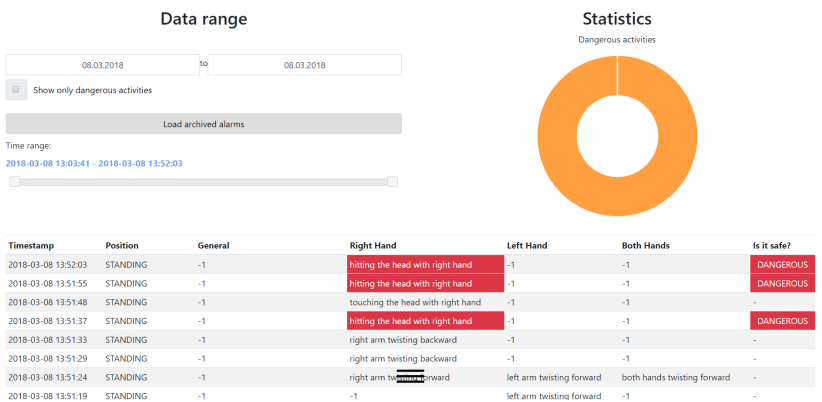 Data range
08.03.2018 to 08.03.2018
Show only dangerous activities
Load archived alarms
Time range:
2018-03-08 13:03:41 - 2018-03-08 13:52:03
Statistics
Dangerous activities
Timestamp Position General Right Hand Left Hand Both Hands Is it safe?
2018-03-08 13:52:03 STANDING -1 hitting the head with right hand -1 -1 DANGEROUS
2018-03-08 13:51:55 STANDING -1 hitting the head with right hand -1 -1 DANGEROUS
2018-03-08 13:51:48 STANDING -1 touching the head with right hand -1 -1 -
2018-03-08 13:51:37 STANDING -1 hitting the head with right hand -1 -1 DANGEROUS
2018-03-08 13:51:33 STANDING -1 right arm twisting backward -1 -1 -
2018-03-08 13:51:29 STANDING -1 right arm twisting backward -1 -1 -
2018-03-08 13:51:24 STANDING -1 right arm twisting forward left arm twisting forward both hands twisting forward -
2018-03-08 13:51:19 STANDING -1 -1 left arm twisting forward -1 -